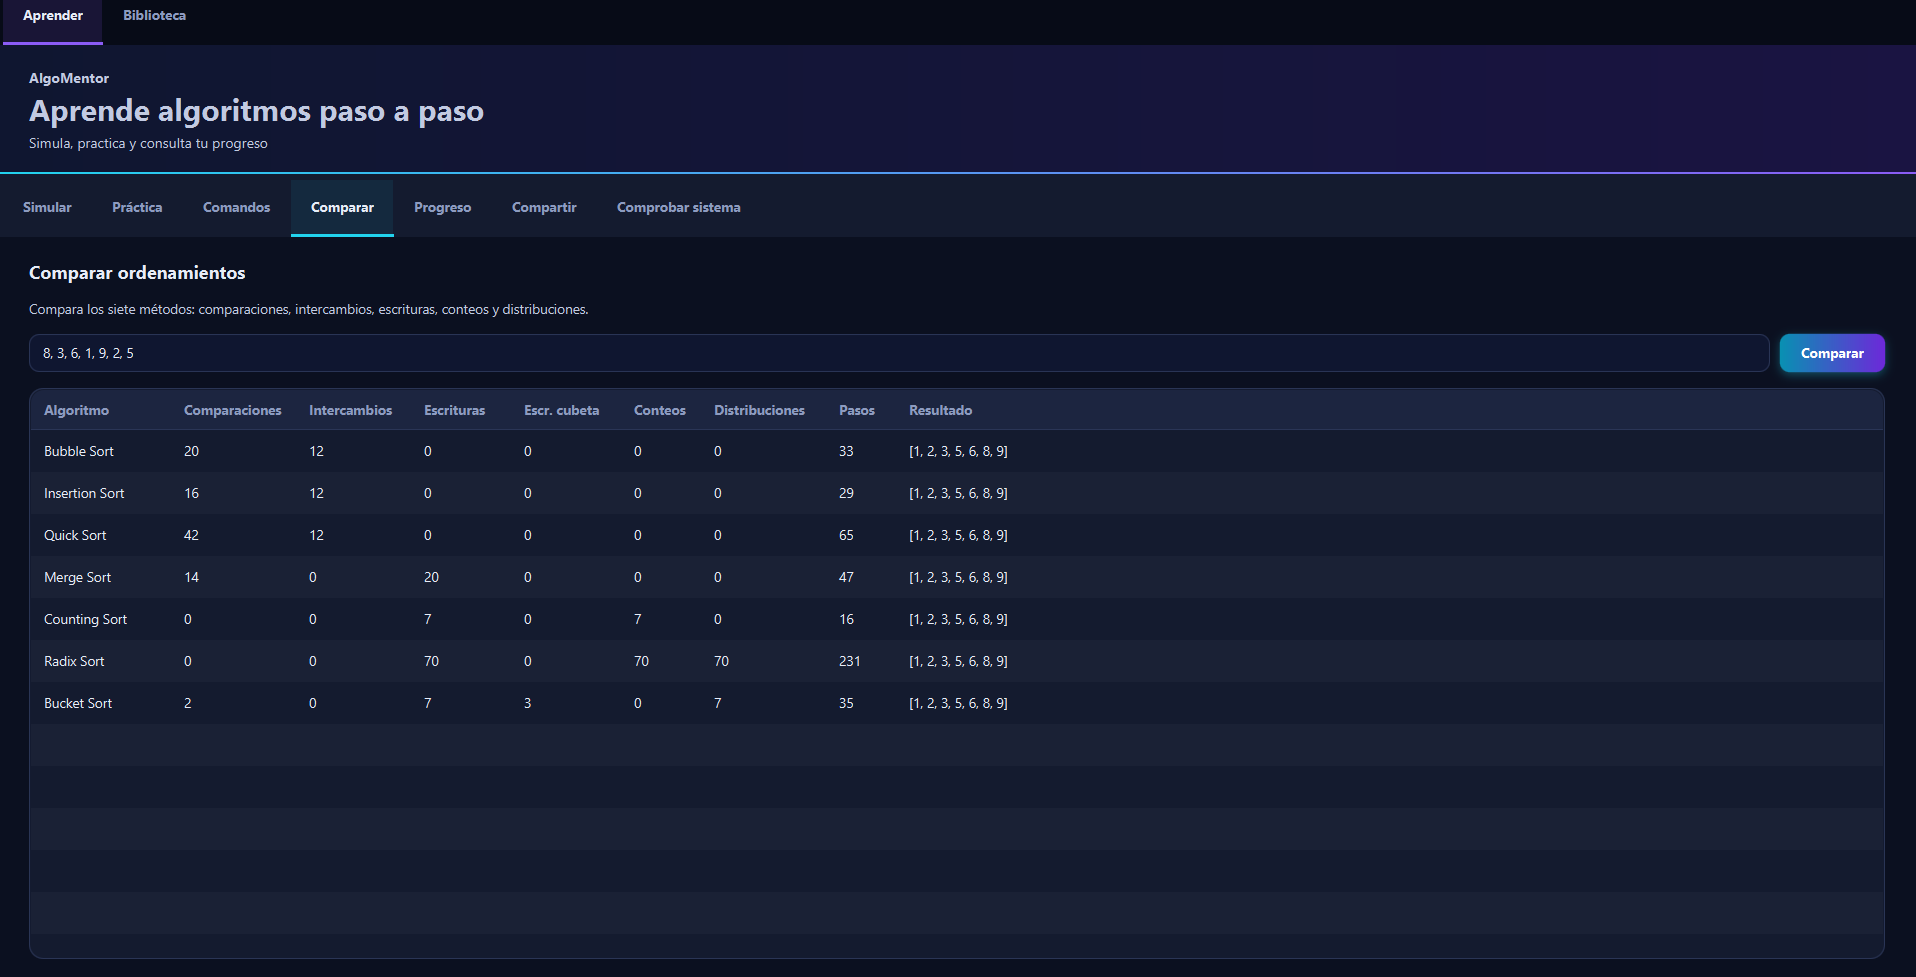 Aprender Biblioteca
AlgoMentor
Aprende algoritmos paso a paso
Simula, practica y consulta tu progreso
Simular Práctica Comandos Comparar Progreso Compartir Comprobar sistema
Comparar ordenamientos
Compara los siete métodos: comparaciones, intercambios, escrituras, conteos y distribuciones.
8, 3, 6, 1, 9, 2, 5 Comparar
Algoritmo Comparaciones Intercambios Escrituras Escr. cubeta Conteos Distribuciones Pasos Resultado
Bubble Sort 20 12 0 0 0 0 33 [1, 2, 3, 5, 6, 8, 9]
Insertion Sort 16 12 0 0 0 0 29 [1, 2, 3, 5, 6, 8, 9]
Quick Sort 42 12 0 0 0 0 65 [1, 2, 3, 5, 6, 8, 9]
Merge Sort 14 0 20 0 0 0 47 [1, 2, 3, 5, 6, 8, 9]
Counting Sort 0 0 7 0 7 0 16 [1, 2, 3, 5, 6, 8, 9]
Radix Sort 0 0 70 0 70 70 231 [1, 2, 3, 5, 6, 8, 9]
Bucket Sort 2 0 7 3 0 7 35 [1, 2, 3, 5, 6, 8, 9]